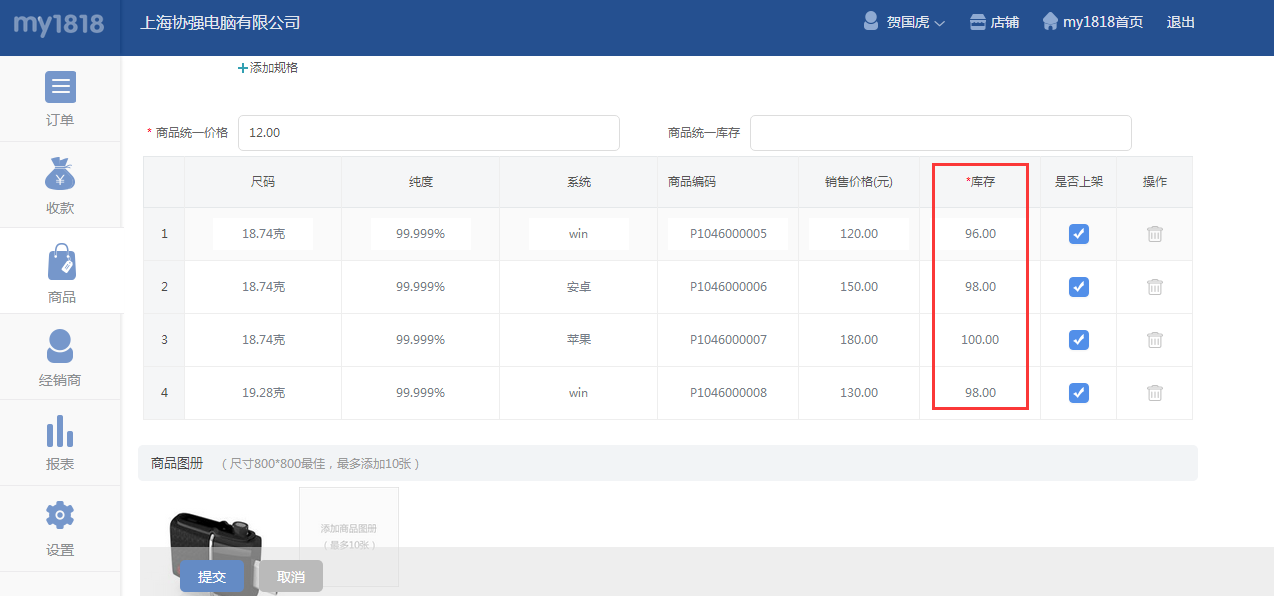 my1818 上海协强电脑有限公司 贺国虎 店铺 my1818首页 退出
+添加规格
订单
* 商品统一价格 12.00 商品统一库存
尺码 纯度 系统 商品编码 销售价格(元) *库存 是否上架 操作
收款
1 18.74克 99.999% win P1046000005 120.00 96.00
2 18.74克 99.999% 安卓 P1046000006 150.00 98.00
商品
3 18.74克 99.999% 苹果 P1046000007 180.00 100.00
经销商
4 19.28克 99.999% win P1046000008 130.00 98.00
报表
商品图册 （尺寸800*800最佳，最多添加10张）
添加商品图册
（最多10张）
设置
提交 取消